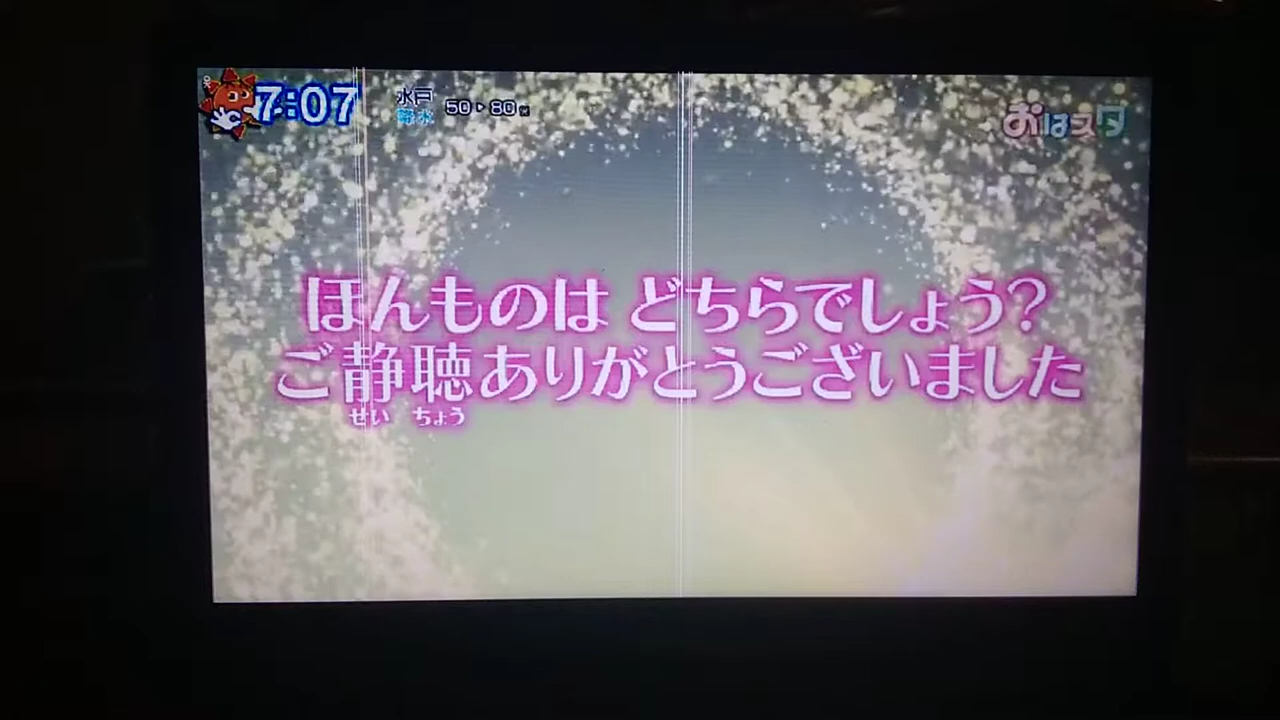 7:07
水戸
降水
50▶80%
おはスタ
ほんものは どちらでしょう?
ご静聴ありがとうございました
せい ちょう